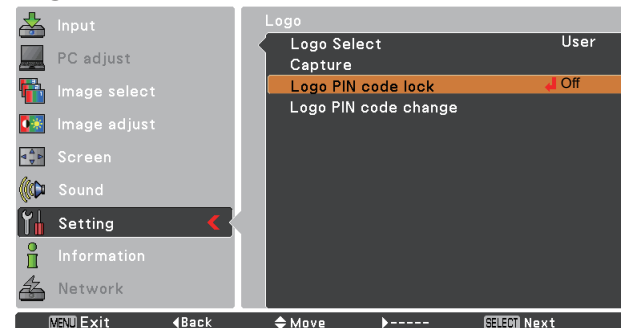 Input
PC adjust
Image select
Image adjust
Screen
Sound
Setting
Information
Network
Logo
Logo Select User
Capture
Logo PIN code lock Off
Logo PIN code change
MENU Exit Back Move ----- SELECT Next